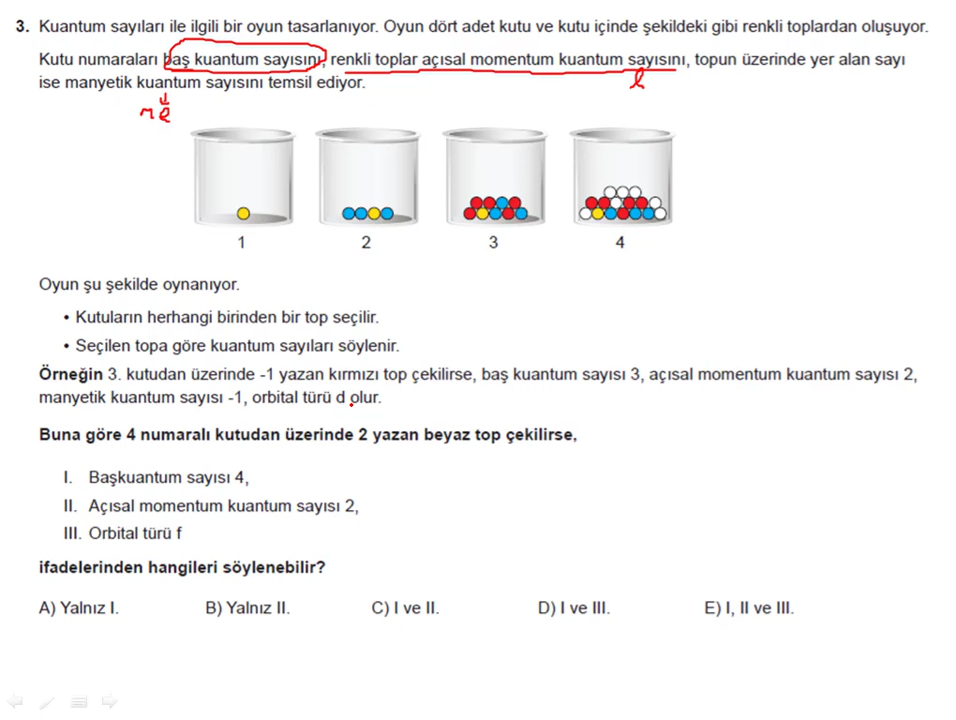 3. Kuantum sayıları ile ilgili bir oyun tasarlanıyor. Oyun dört adet kutu ve kutu içinde şekildeki gibi renkli toplardan oluşuyor.
Kutu numaraları baş kuantum sayısını, renkli toplar açısal momentum kuantum sayısını, topun üzerinde yer alan sayı
ise manyetik kuantum sayısını temsil ediyor.
l
mℓ
1 2 3 4
Oyun şu şekilde oynanıyor.
• Kutuların herhangi birinden bir top seçilir.
• Seçilen topa göre kuantum sayıları söylenir.
Örneğin 3. kutudan üzerinde -1 yazan kırmızı top çekilirse, baş kuantum sayısı 3, açısal momentum kuantum sayısı 2,
manyetik kuantum sayısı -1, orbital türü d olur.
Buna göre 4 numaralı kutudan üzerinde 2 yazan beyaz top çekilirse,
I. Başkuantum sayısı 4,
II. Açısal momentum kuantum sayısı 2,
III. Orbital türü f
ifadelerinden hangileri söylenebilir?
A) Yalnız I. B) Yalnız II. C) I ve II. D) I ve III. E) I, II ve III.